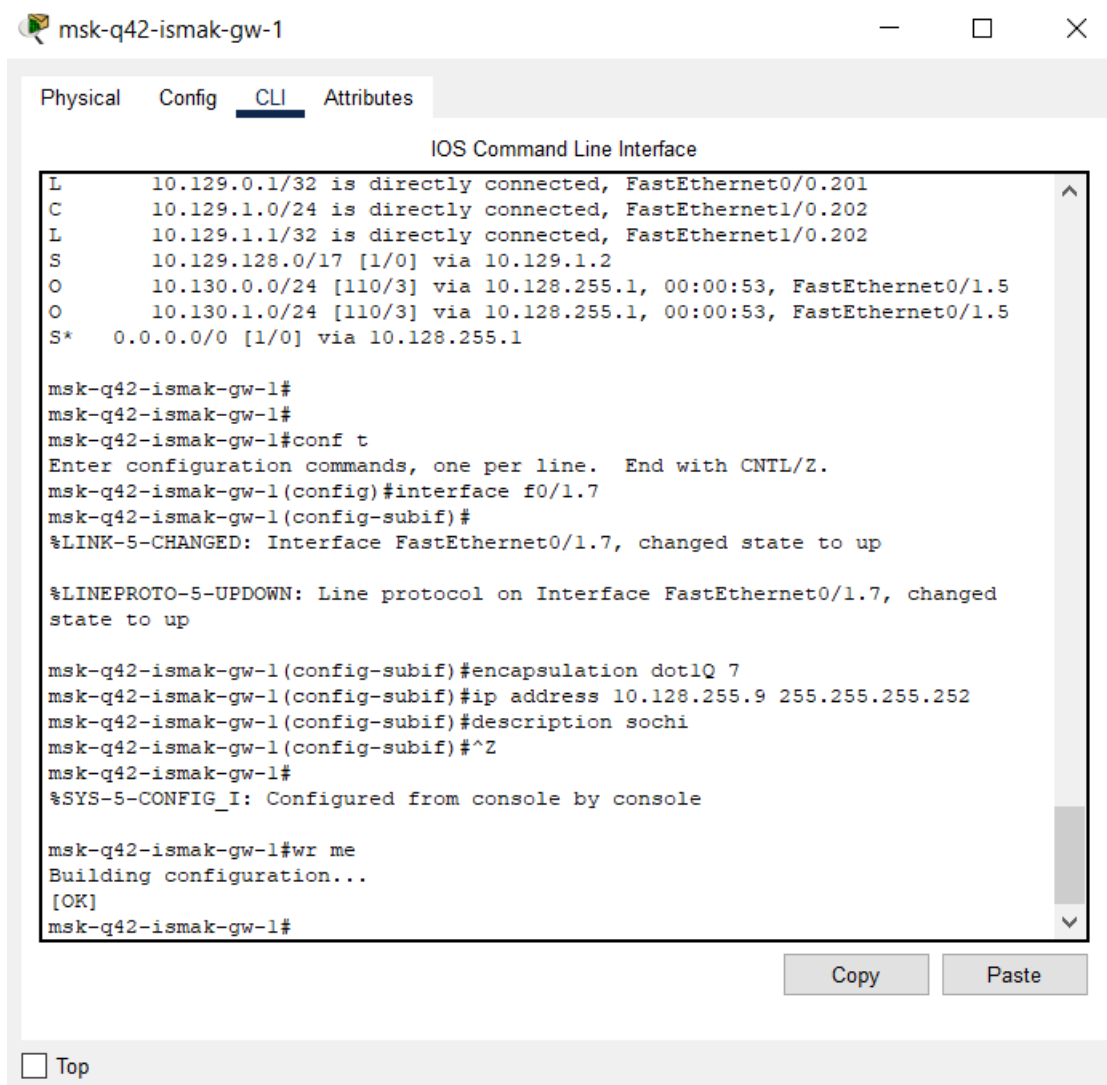 msk-q42-ismak-gw-1
Physical Config CLI Attributes
IOS Command Line Interface
L 10.129.0.1/32 is directly connected, FastEthernet0/0.201
C 10.129.1.0/24 is directly connected, FastEthernet1/0.202
L 10.129.1.1/32 is directly connected, FastEthernet1/0.202
S 10.129.128.0/17 [1/0] via 10.129.1.2
O 10.130.0.0/24 [110/3] via 10.128.255.1, 00:00:53, FastEthernet0/1.5
O 10.130.1.0/24 [110/3] via 10.128.255.1, 00:00:53, FastEthernet0/1.5
S* 0.0.0.0/0 [1/0] via 10.128.255.1
msk-q42-ismak-gw-1#
msk-q42-ismak-gw-1#
msk-q42-ismak-gw-1#conf t
Enter configuration commands, one per line. End with CNTL/Z.
msk-q42-ismak-gw-1(config)#interface f0/1.7
msk-q42-ismak-gw-1(config-subif)#
%LINK-5-CHANGED: Interface FastEthernet0/1.7, changed state to up
%LINEPROTO-5-UPDOWN: Line protocol on Interface FastEthernet0/1.7, changed
state to up
msk-q42-ismak-gw-1(config-subif)#encapsulation dot1Q 7
msk-q42-ismak-gw-1(config-subif)#ip address 10.128.255.9 255.255.255.252
msk-q42-ismak-gw-1(config-subif)#description sochi
msk-q42-ismak-gw-1(config-subif)#^Z
msk-q42-ismak-gw-1#
%SYS-5-CONFIG_I: Configured from console by console
msk-q42-ismak-gw-1#wr me
Building configuration...
[OK]
msk-q42-ismak-gw-1#
Copy Paste
Top